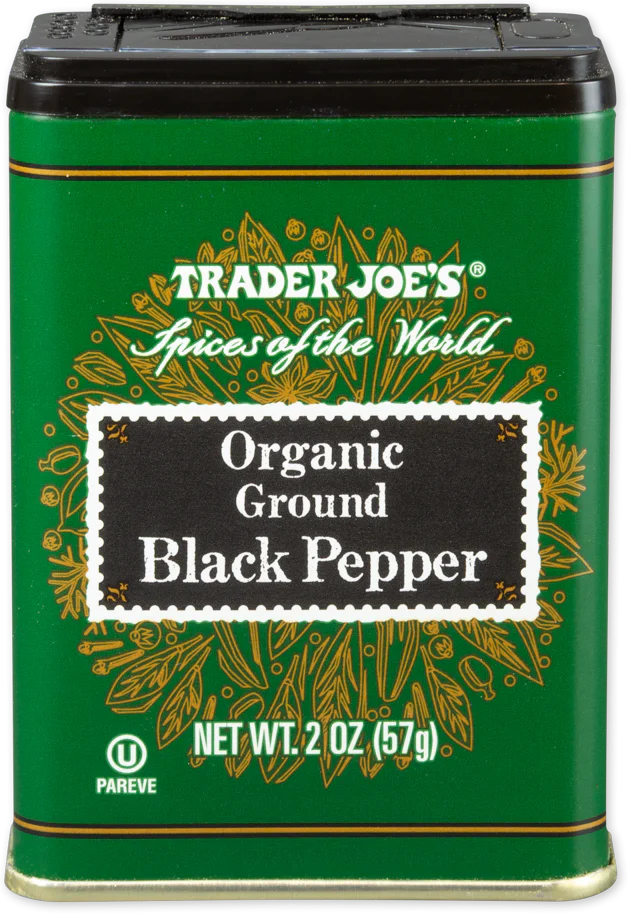 TRADER JOE'S®
Spices of the World
Organic
Ground
Black Pepper
NET WT. 2 OZ (57g)
U
PAREVE